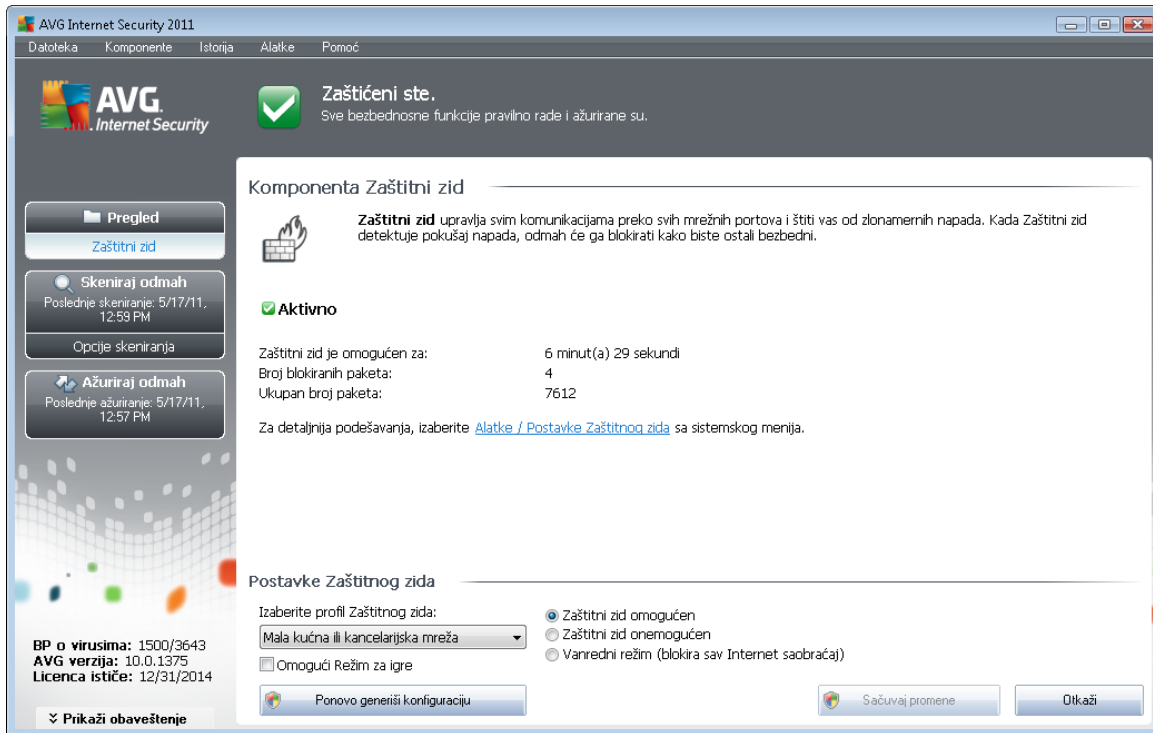 AVG Internet Security 2011
Datoteka Komponente Istorija Alatke Pomoć
AVG.
Internet Security
Zaštićeni ste.
Sve bezbednosne funkcije pravilno rade i ažurirane su.
Pregled
Zaštitni zid
Skeniraj odmah
Poslednje skeniranje: 5/17/11,
12:59 PM
Opcije skeniranja
Ažuriraj odmah
Poslednje ažuriranje: 5/17/11,
12:57 PM
BP o virusima: 1500/3643
AVG verzija: 10.0.1375
Licenca ističe: 12/31/2014
Prikaži obaveštenje
Komponenta Zaštitni zid
Zaštitni zid upravlja svim komunikacijama preko svih mrežnih portova i štiti vas od zlonamernih napada. Kada Zaštitni zid
detektuje pokušaj napada, odmah će ga blokirati kako biste ostali bezbedni.
Aktivno
Zaštitni zid je omogućen za: 6 minut(a) 29 sekundi
Broj blokiranih paketa: 4
Ukupan broj paketa: 7612
Za detaljnija podešavanja, izaberite Alatke / Postavke Zaštitnog zida sa sistemskog menija.
Postavke Zaštitnog zida
Izaberite profil Zaštitnog zida:
Mala kućna ili kancelarijska mreža
Omogući Režim za igre
Zaštitni zid omogućen
Zaštitni zid onemogućen
Vanredni režim (blokira sav Internet saobraćaj)
Ponovo generiši konfiguraciju
Sačuvaj promene
Otkaži